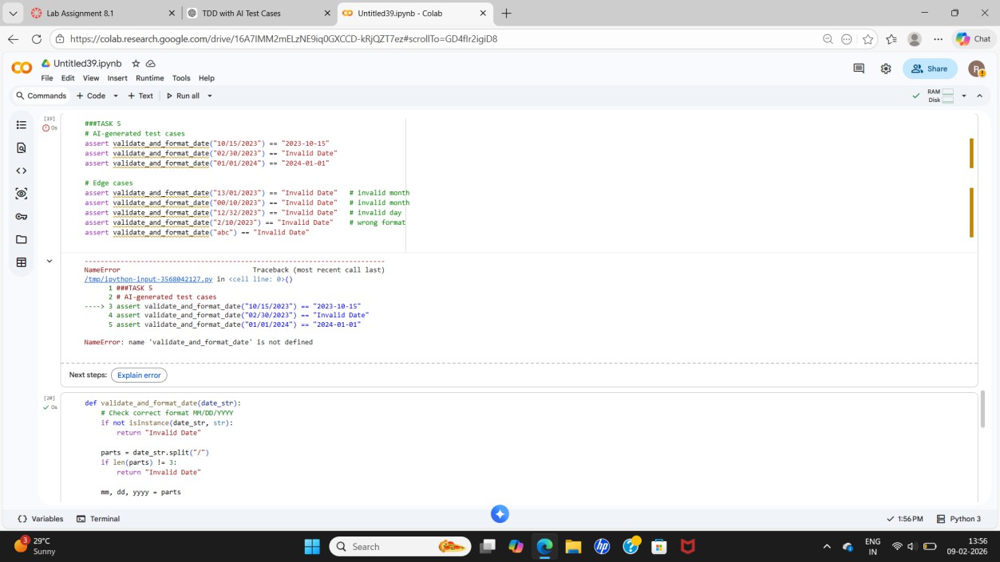 Lab Assignment 8.1
TDD with AI Test Cases
Untitled39.ipynb - Colab
https://colab.research.google.com/drive/16A7IMM2mELzNE9iq0GXCCD-kRjQZT7ez#scrollTo=GD4flr2igiD8
Chat
Untitled39.ipynb
File Edit View Insert Runtime Tools Help
Share
R
Commands + Code + Text Run all
RAM
Disk
[19]
0s
###TASK 5
# AI-generated test cases
assert validate_and_format_date("10/15/2023") == "2023-10-15"
assert validate_and_format_date("02/30/2023") == "Invalid Date"
assert validate_and_format_date("01/01/2024") == "2024-01-01"
# Edge cases
assert validate_and_format_date("13/01/2023") == "Invalid Date" # invalid month
assert validate_and_format_date("00/10/2023") == "Invalid Date" # invalid month
assert validate_and_format_date("12/32/2023") == "Invalid Date" # invalid day
assert validate_and_format_date("2/10/2023") == "Invalid Date" # wrong format
assert validate_and_format_date("abc") == "Invalid Date"
---------------------------------------------------------------------------
NameError Traceback (most recent call last)
/tmp/ipython-input-3568042127.py in <cell line: 0>()
1 ###TASK 5
2 # AI-generated test cases
----> 3 assert validate_and_format_date("10/15/2023") == "2023-10-15"
4 assert validate_and_format_date("02/30/2023") == "Invalid Date"
5 assert validate_and_format_date("01/01/2024") == "2024-01-01"
NameError: name 'validate_and_format_date' is not defined
Next steps: Explain error
[20]
0s
def validate_and_format_date(date_str):
# Check correct format MM/DD/YYYY
if not isinstance(date_str, str):
return "Invalid Date"
parts = date_str.split("/")
if len(parts) != 3:
return "Invalid Date"
mm, dd, yyyy = parts
Variables Terminal
1:56 PM Python 3
3
29°C
Sunny
Search
hp
ENG
IN
13:56
09-02-2026